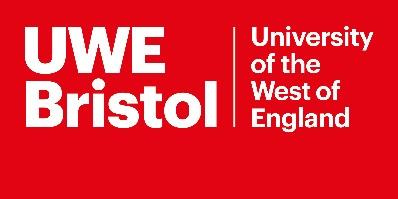 UWE
Bristol
University
of the
West of
England